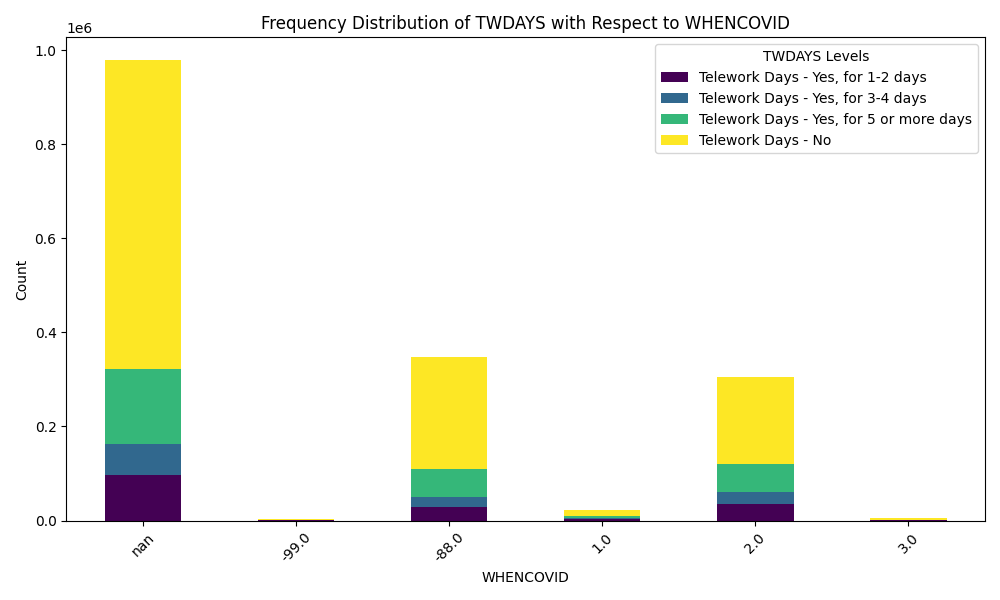 Frequency Distribution of TWDAYS with Respect to WHENCOVID
1e6
1.0
0.8
0.6
0.4
0.2
0.0
Count
TWDAYS Levels
Telework Days - Yes, for 1-2 days
Telework Days - Yes, for 3-4 days
Telework Days - Yes, for 5 or more days
Telework Days - No
nan
-99.0
-88.0
1.0
2.0
3.0
WHENCOVID